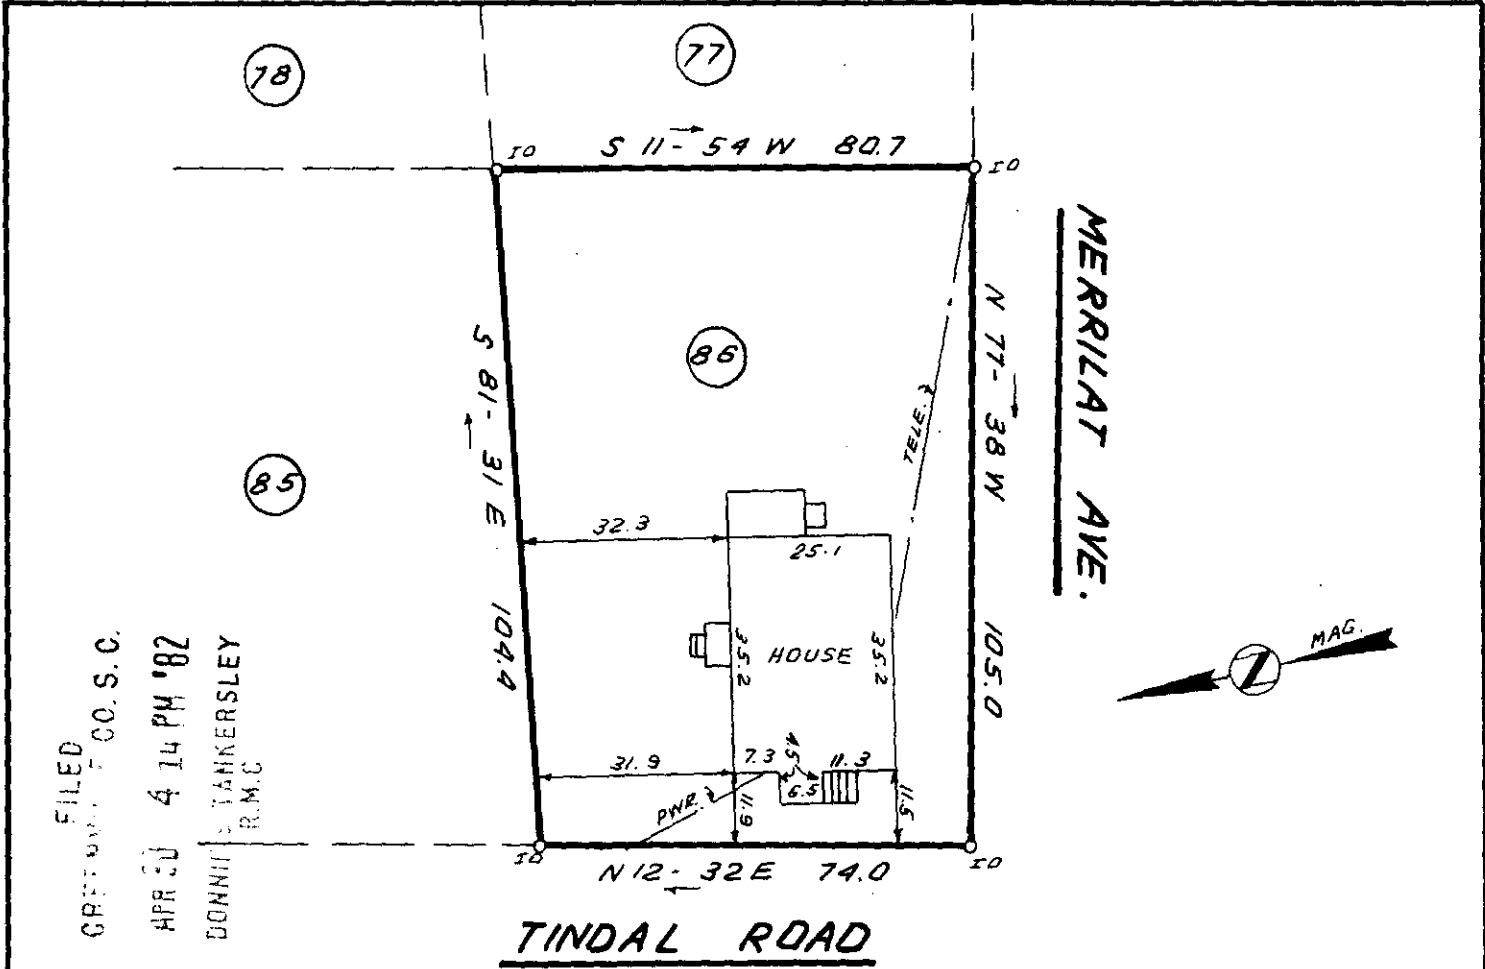 78
77
IO
S 11- 54 W 80.7
IO
MERRILAT AVE.
N 77- 38 W 105.0
86
TELE.
S 81- 31 E 104.4
85
32.3
25.1
35.2
HOUSE
35.2
MAG.
31.9
7.3
4.5
11.3
6.5
PWR.
11.9
11.5
IO
IO
N 12- 32 E 74.0
TINDAL ROAD
FILED
CO. S. C.
4 14 PM '82
TANKERSLEY
R.M.C